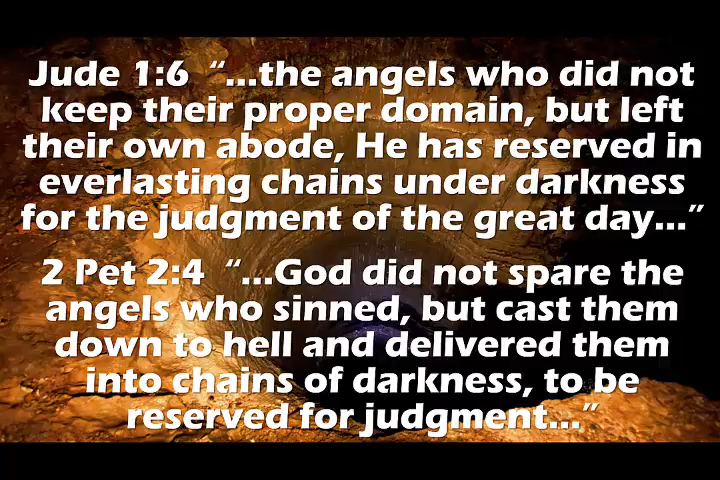 Jude 1:6 “...the angels who did not
keep their proper domain, but left
their own abode, He has reserved in
everlasting chains under darkness
for the judgment of the great day...”
2 Pet 2:4 “...God did not spare the
angels who sinned, but cast them
down to hell and delivered them
into chains of darkness, to be
reserved for judgment...”